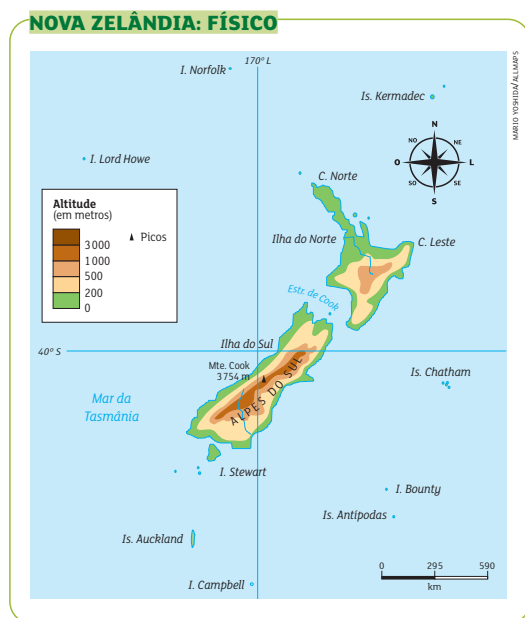 NOVA ZELÂNDIA: FÍSICO
170º L
I. Norfolk
Is. Kermadec
MARIO YOSHIDA/ALLMAPS
N
NO
NE
O
L
SO
SE
S
I. Lord Howe
C. Norte
Altitude
(em metros)
Picos
3 000
1 000
500
200
0
Ilha do Norte
C. Leste
Estr. de Cook
Ilha do Sul
40º S
Mte. Cook
3 754 m
ALPES DO SUL
Is. Chatham
Mar da
Tasmânia
I. Stewart
I. Bounty
Is. Antipodas
Is. Auckland
I. Campbell
0 295 590
km